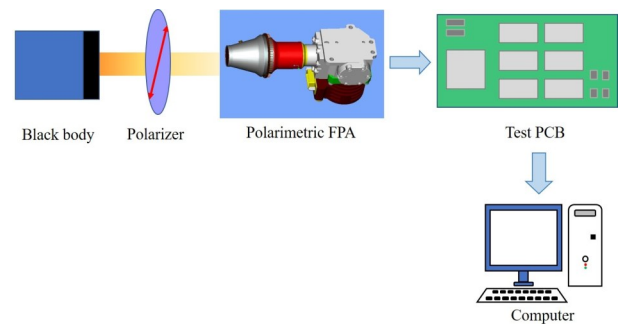 Black body
Polarizer
Polarimetric FPA
Test PCB
Computer